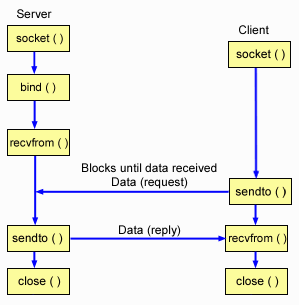 Server
Client
socket ( )
socket ( )
bind ( )
recvfrom ( )
Blocks until data received
Data (request)
sendto ( )
Data (reply)
sendto ( )
recvfrom ( )
close ( )
close ( )